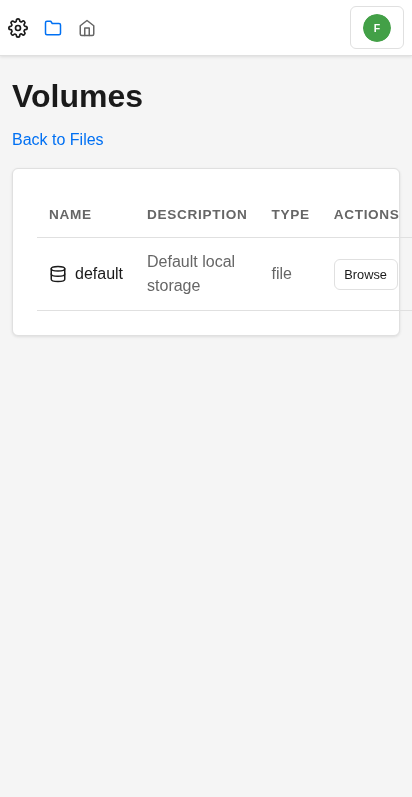 F
Volumes
Back to Files
NAME DESCRIPTION TYPE ACTIONS
default Default local storage file Browse